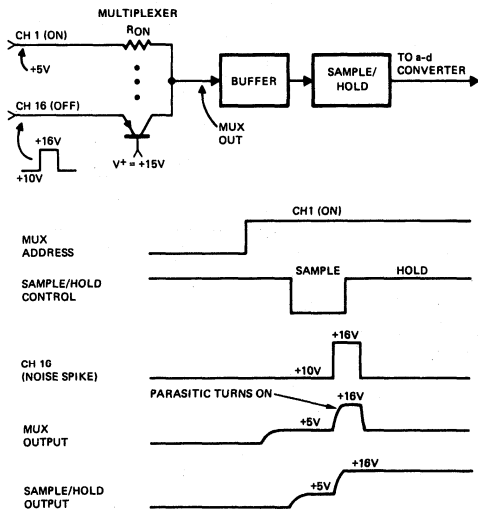 MULTIPLEXER
CH 1 (ON)
RON
+5V
TO a-d
CONVERTER
BUFFER
SAMPLE/
HOLD
CH 16 (OFF)
MUX
OUT
+16V
+10V
V+ = +15V
CH1 (ON)
MUX
ADDRESS
SAMPLE
HOLD
SAMPLE/HOLD
CONTROL
+16V
CH 16
(NOISE SPIKE)
+10V
PARASITIC TURNS ON
+16V
MUX
OUTPUT
+5V
+16V
SAMPLE/HOLD
OUTPUT
+5V